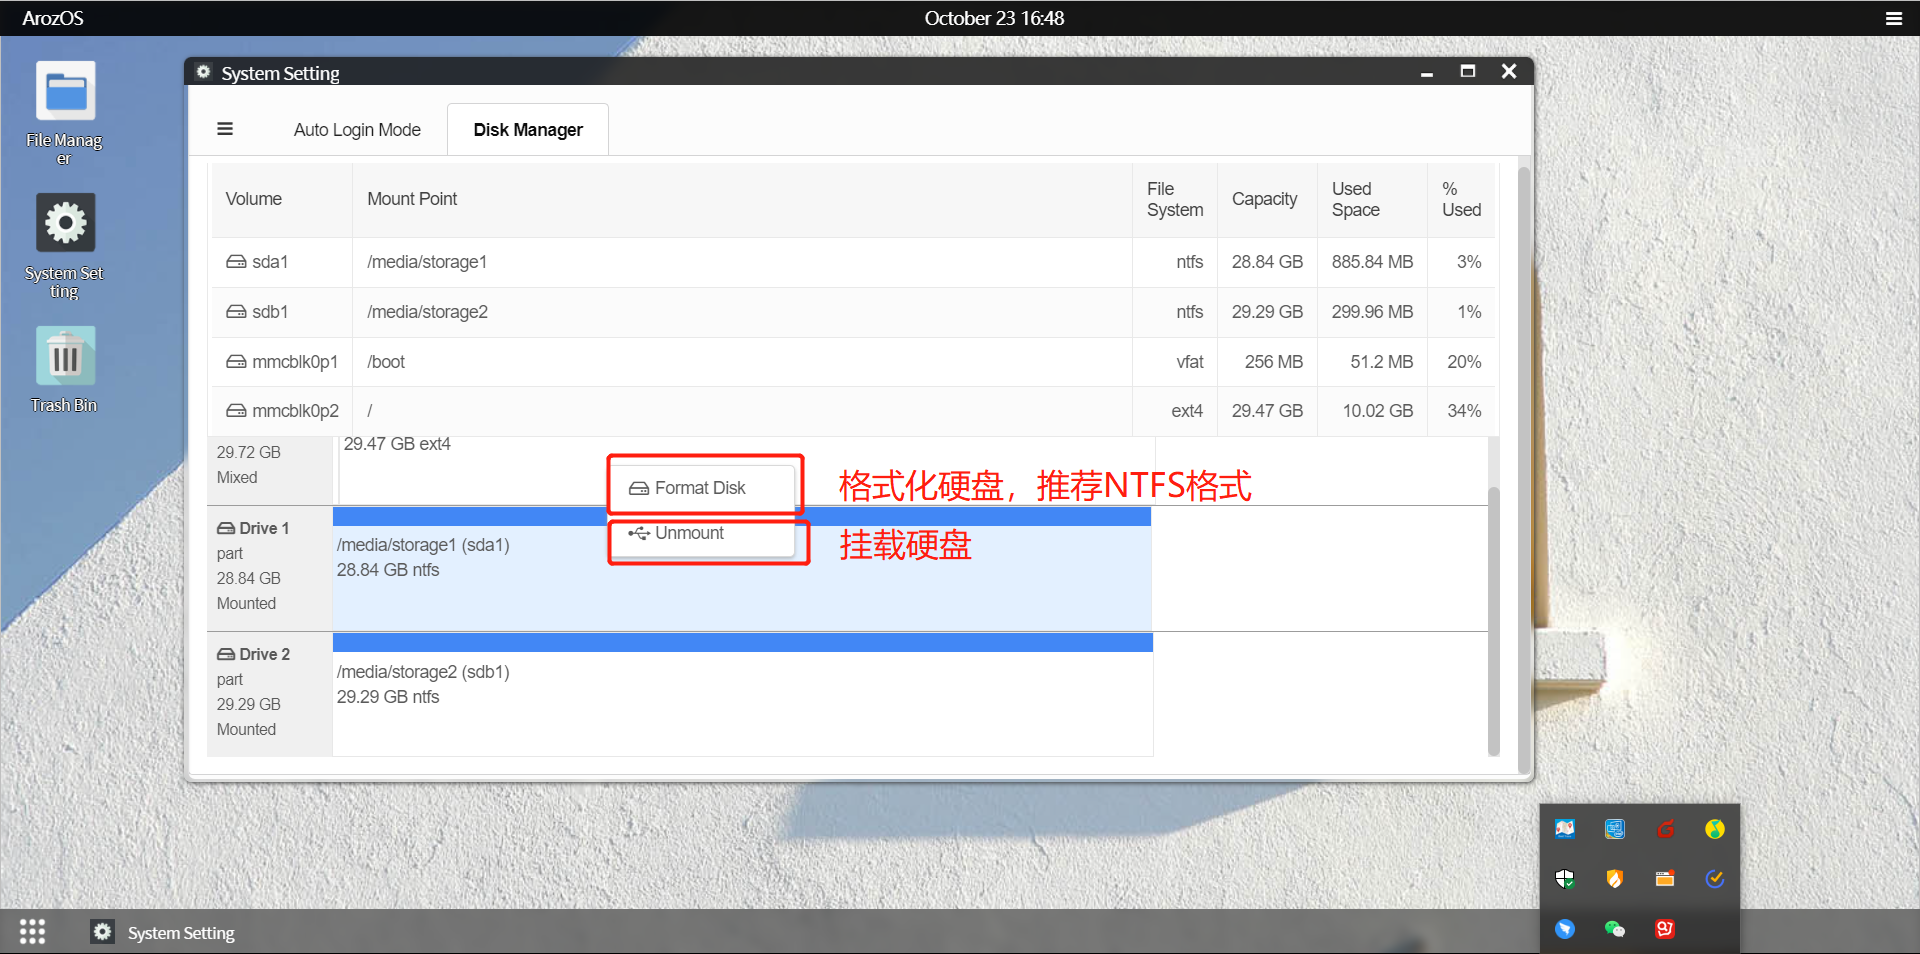 ArozOS
October 23 16:48
File Manag
er
System Set
ting
Trash Bin
System Setting
Auto Login Mode
Disk Manager
Volume
Mount Point
File
System
Capacity
Used
Space
%
Used
sda1
/media/storage1
ntfs
28.84 GB
885.84 MB
3%
sdb1
/media/storage2
ntfs
29.29 GB
299.96 MB
1%
mmcblk0p1
/boot
vfat
256 MB
51.2 MB
20%
mmcblk0p2
/
ext4
29.47 GB
10.02 GB
34%
29.72 GB
Mixed
29.47 GB ext4
Format Disk
格式化硬盘，推荐NTFS格式
Unmount
挂载硬盘
Drive 1
part
28.84 GB
Mounted
/media/storage1 (sda1)
28.84 GB ntfs
Drive 2
part
29.29 GB
Mounted
/media/storage2 (sdb1)
29.29 GB ntfs
System Setting